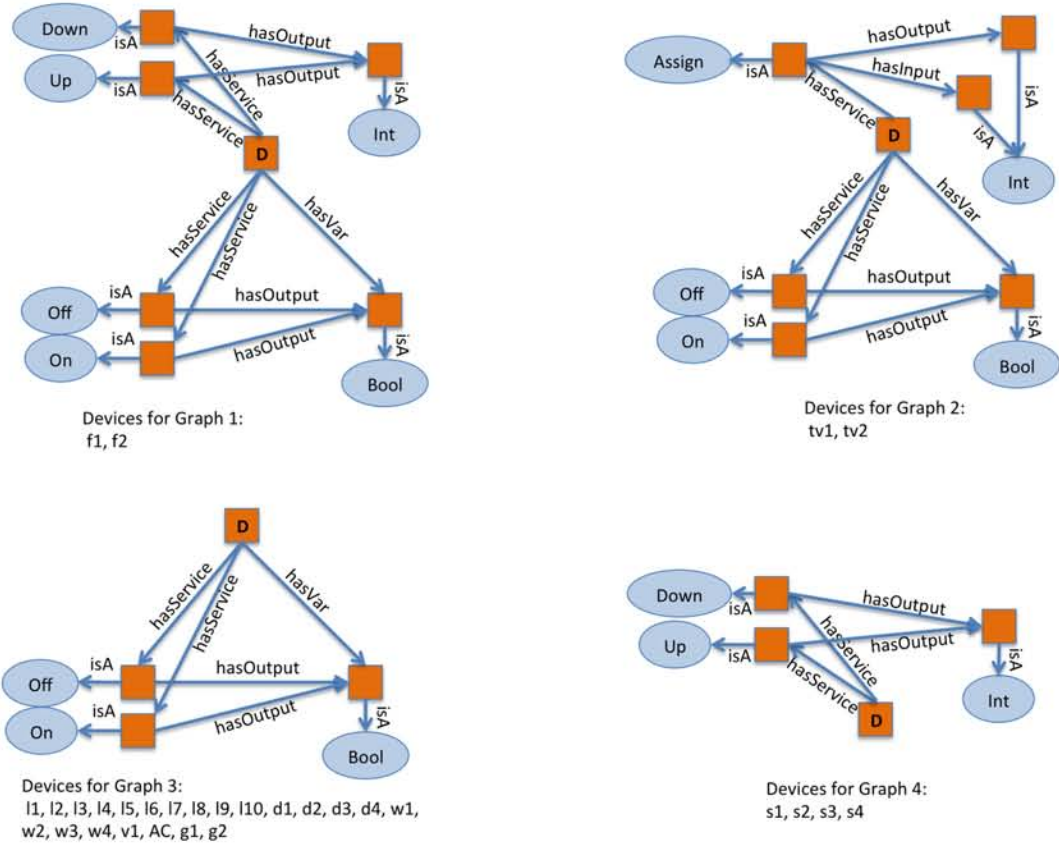 Down
isA
hasOutput
Up
isA
hasOutput
hasService
hasService
isA
Int
D
hasService
hasService
hasVar
Off
isA
hasOutput
On
isA
hasOutput
isA
Bool
Devices for Graph 1:
f1, f2
Assign
isA
hasOutput
hasInput
hasService
isA
isA
Int
D
hasService
hasService
hasVar
Off
isA
hasOutput
On
isA
hasOutput
isA
Bool
Devices for Graph 2:
tv1, tv2
D
hasService
hasService
hasVar
Off
isA
hasOutput
On
isA
hasOutput
isA
Bool
Devices for Graph 3:
l1, l2, l3, l4, l5, l6, l7, l8, l9, l10, d1, d2, d3, d4, w1,
w2, w3, w4, v1, AC, g1, g2
Down
isA
hasOutput
Up
isA
hasOutput
hasService
hasService
isA
Int
D
Devices for Graph 4:
s1, s2, s3, s4